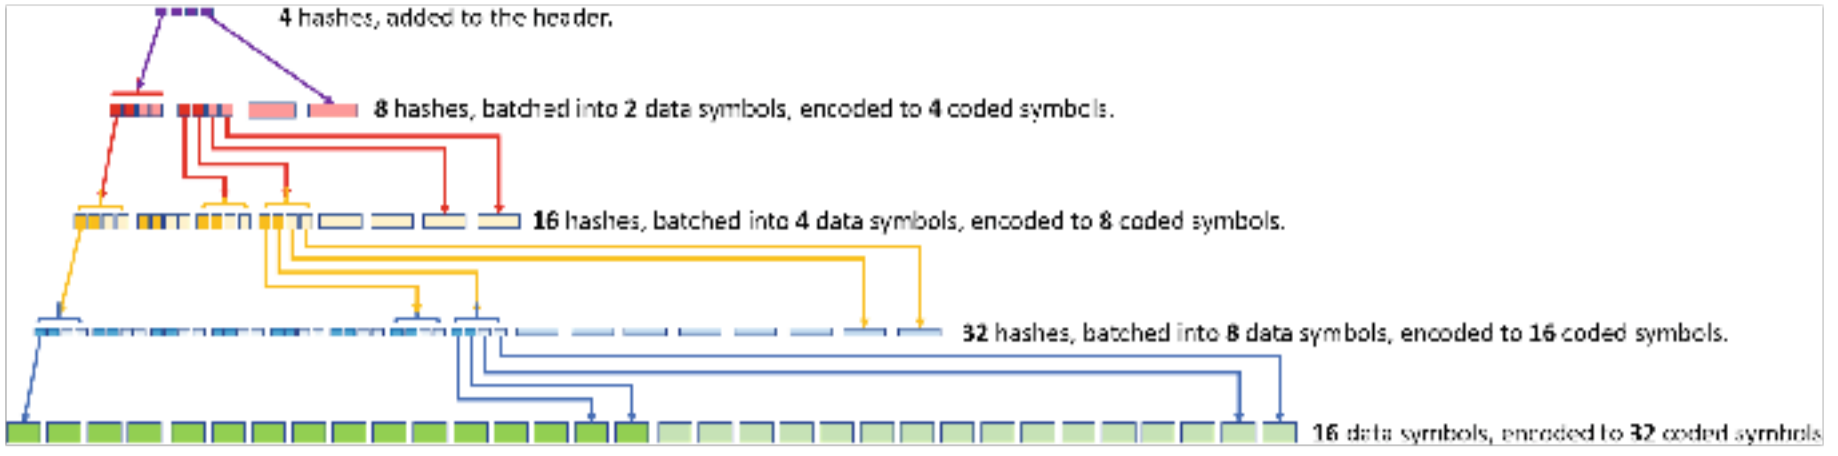 4 hashes, added to the header.
8 hashes, batched into 2 data symbols, encoded to 4 coded symbols.
16 hashes, batched into 4 data symbols, encoded to 8 coded symbols.
32 hashes, batched into 8 data symbols, encoded to 16 coded symbols.
16 data symbols, encoded to 32 coded symbols